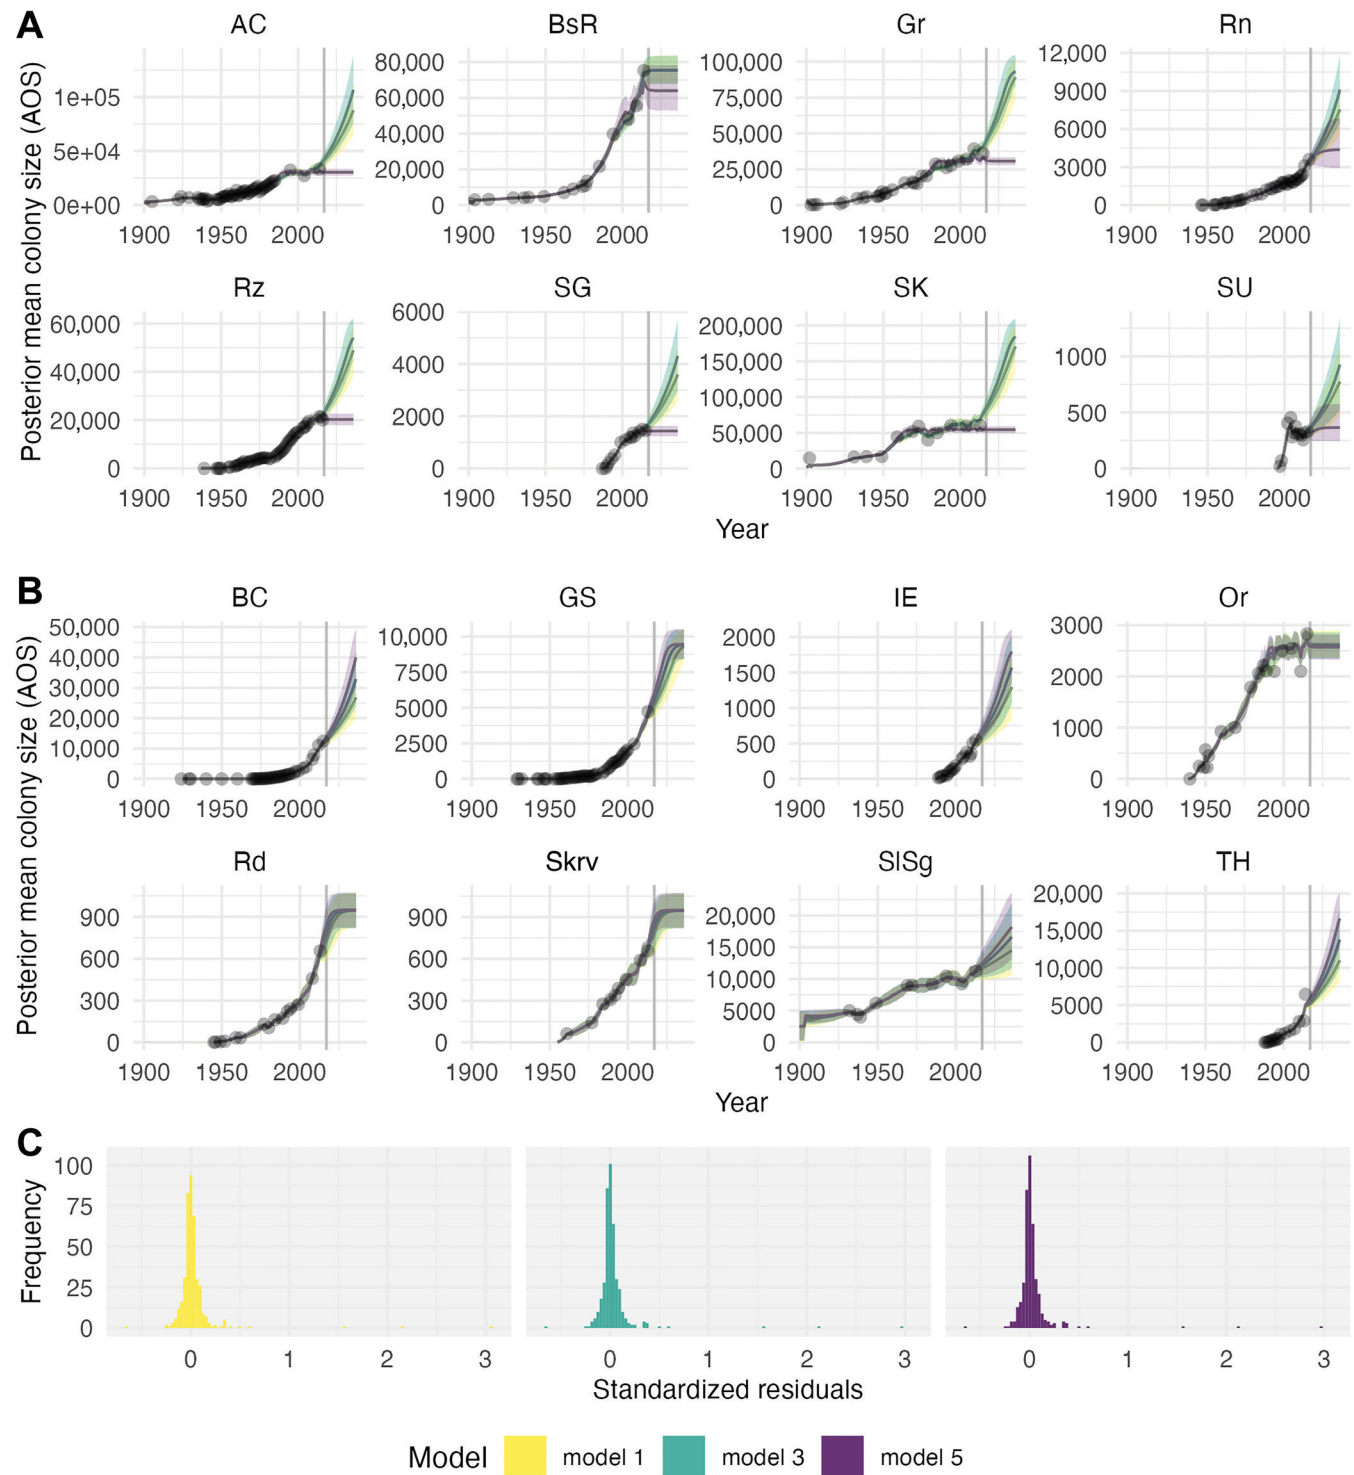 A
AC BsR Gr Rn
Posterior mean colony size (AOS)
1e+05 5e+04 0e+00
80,000 60,000 40,000 20,000 0
100,000 75,000 50,000 25,000 0
12,000 9000 6000 3000 0
1900 1950 2000 1900 1950 2000 1900 1950 2000 1900 1950 2000
Rz SG SK SU
60,000 40,000 20,000 0
6000 4000 2000 0
200,000 150,000 100,000 50,000 0
1000 500 0
1900 1950 2000 1900 1950 2000 1900 1950 2000 1900 1950 2000
Year
B
BC GS IE Or
Posterior mean colony size (AOS)
50,000 40,000 30,000 20,000 10,000 0
10,000 7500 5000 2500 0
2000 1500 1000 500 0
3000 2000 1000 0
1900 1950 2000 1900 1950 2000 1900 1950 2000 1900 1950 2000
Rd Skrv SlSg TH
900 600 300 0
900 600 300 0
20,000 15,000 10,000 5000 0
20,000 15,000 10,000 5000 0
1900 1950 2000 1900 1950 2000 1900 1950 2000 1900 1950 2000
Year
C
Frequency
100 75 50 25 0
0 1 2 3 0 1 2 3 0 1 2 3
Standardized residuals
Model model 1 model 3 model 5